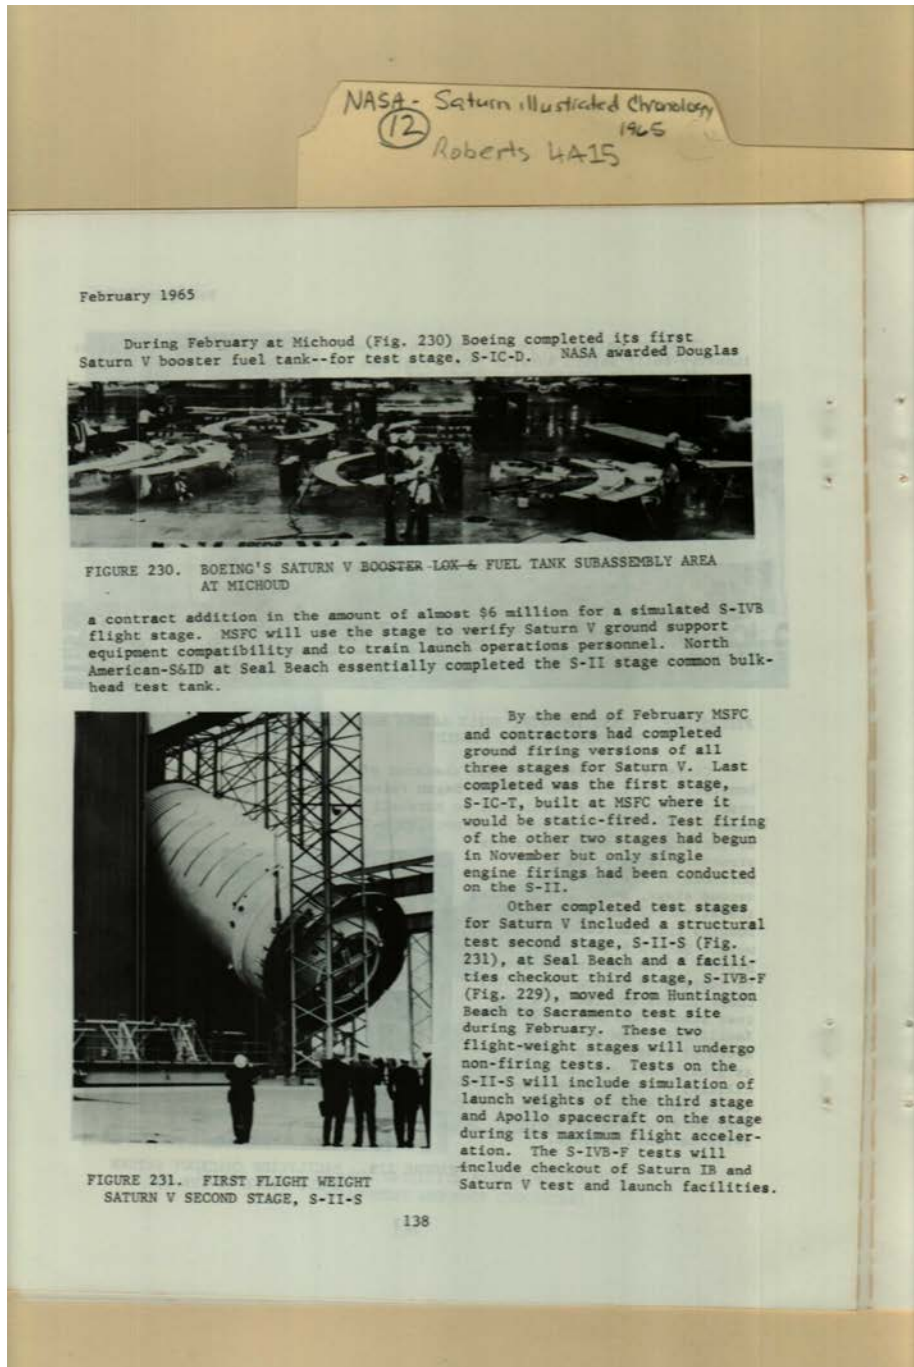 NASA - Saturn illustrated Chronology
12
1965
Roberts 4A15
February 1965
During February at Michoud (Fig. 230) Boeing completed its first
Saturn V booster fuel tank--for test stage, S-IC-D. NASA awarded Douglas
FIGURE 230. BOEING'S SATURN V BOOSTER LOX & FUEL TANK SUBASSEMBLY AREA
AT MICHOUD
a contract addition in the amount of almost $6 million for a simulated S-IVB
flight stage. MSFC will use the stage to verify Saturn V ground support
equipment compatibility and to train launch operations personnel. North
American-S&ID at Seal Beach essentially completed the S-II stage common bulk-
head test tank.
By the end of February MSFC
and contractors had completed
ground firing versions of all
three stages for Saturn V. Last
completed was the first stage,
S-IC-T, built at MSFC where it
would be static-fired. Test firing
of the other two stages had begun
in November but only single
engine firings had been conducted
on the S-II.
Other completed test stages
for Saturn V included a structural
test second stage, S-II-S (Fig.
231), at Seal Beach and a facili-
ties checkout third stage, S-IVB-F
(Fig. 229), moved from Huntington
Beach to Sacramento test site
during February. These two
flight-weight stages will undergo
non-firing tests. Tests on the
S-II-S will include simulation of
launch weights of the third stage
and Apollo spacecraft on the stage
during its maximum flight acceler-
ation. The S-IVB-F tests will
include checkout of Saturn IB and
Saturn V test and launch facilities.
FIGURE 231. FIRST FLIGHT WEIGHT
SATURN V SECOND STAGE, S-II-S
138